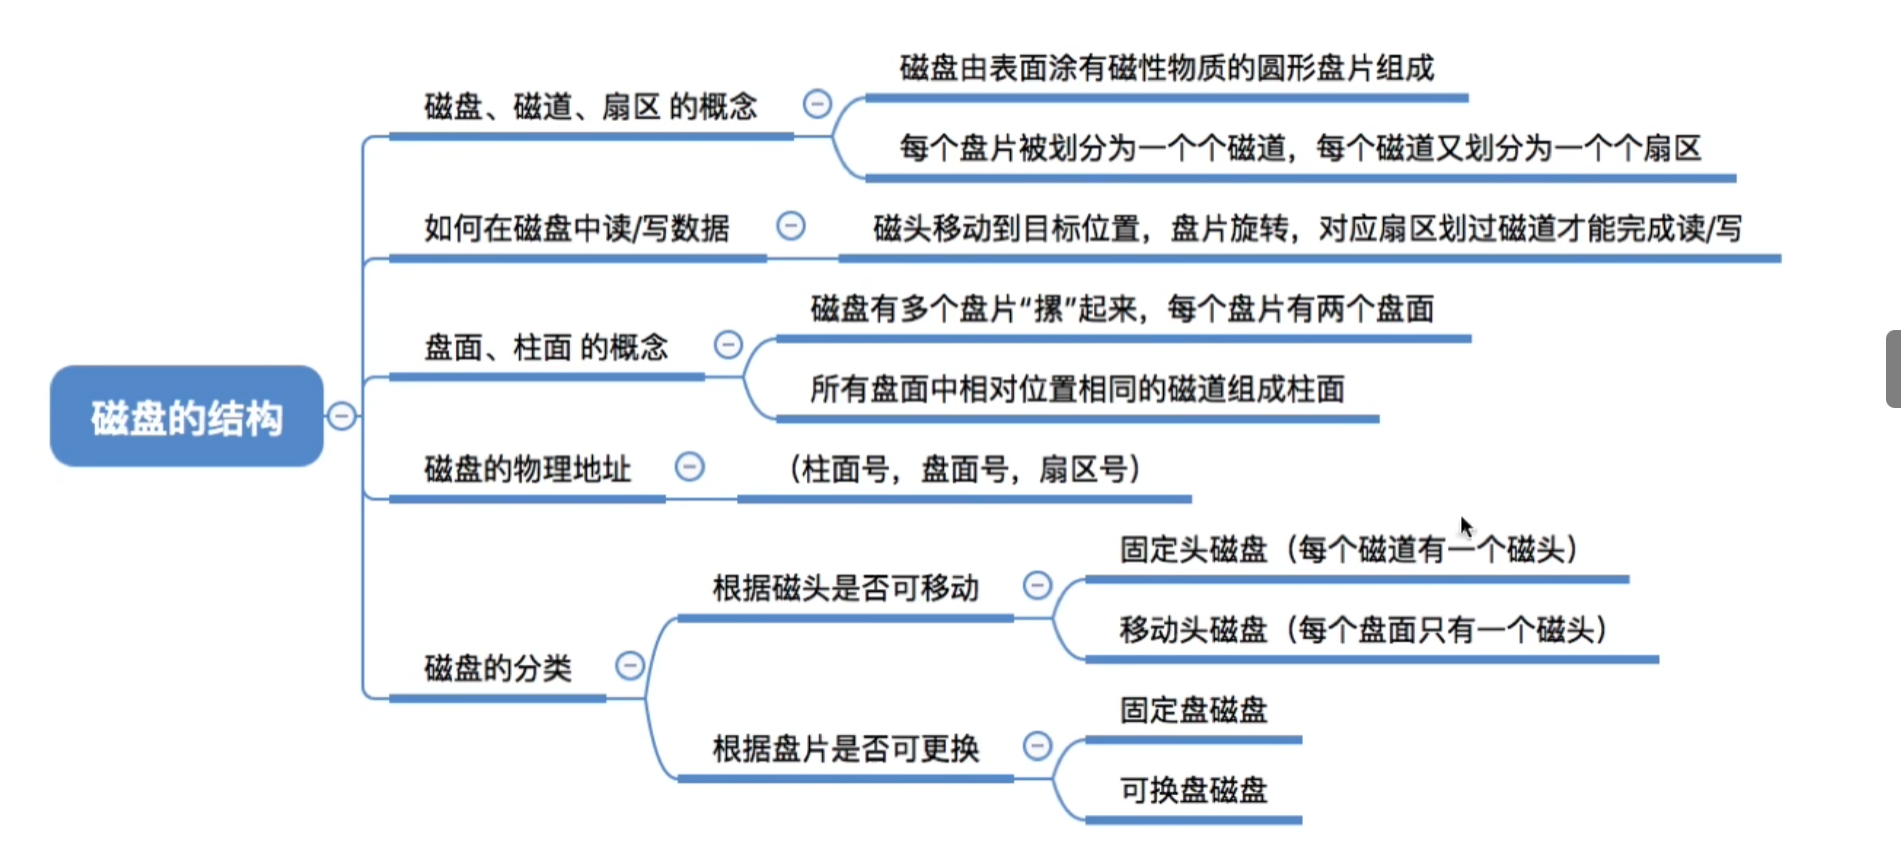 磁盘的结构
磁盘、磁道、扇区 的概念
磁盘由表面涂有磁性物质的圆形盘片组成
每个盘片被划分为一个个磁道，每个磁道又划分为一个个扇区
如何在磁盘中读/写数据
磁头移动到目标位置，盘片旋转，对应扇区划过磁道才能完成读/写
盘面、柱面 的概念
磁盘有多个盘片“摞”起来，每个盘片有两个盘面
所有盘面中相对位置相同的磁道组成柱面
磁盘的物理地址
（柱面号，盘面号，扇区号）
磁盘的分类
根据磁头是否可移动
固定头磁盘（每个磁道有一个磁头）
移动头磁盘（每个盘面只有一个磁头）
根据盘片是否可更换
固定盘磁盘
可换盘磁盘